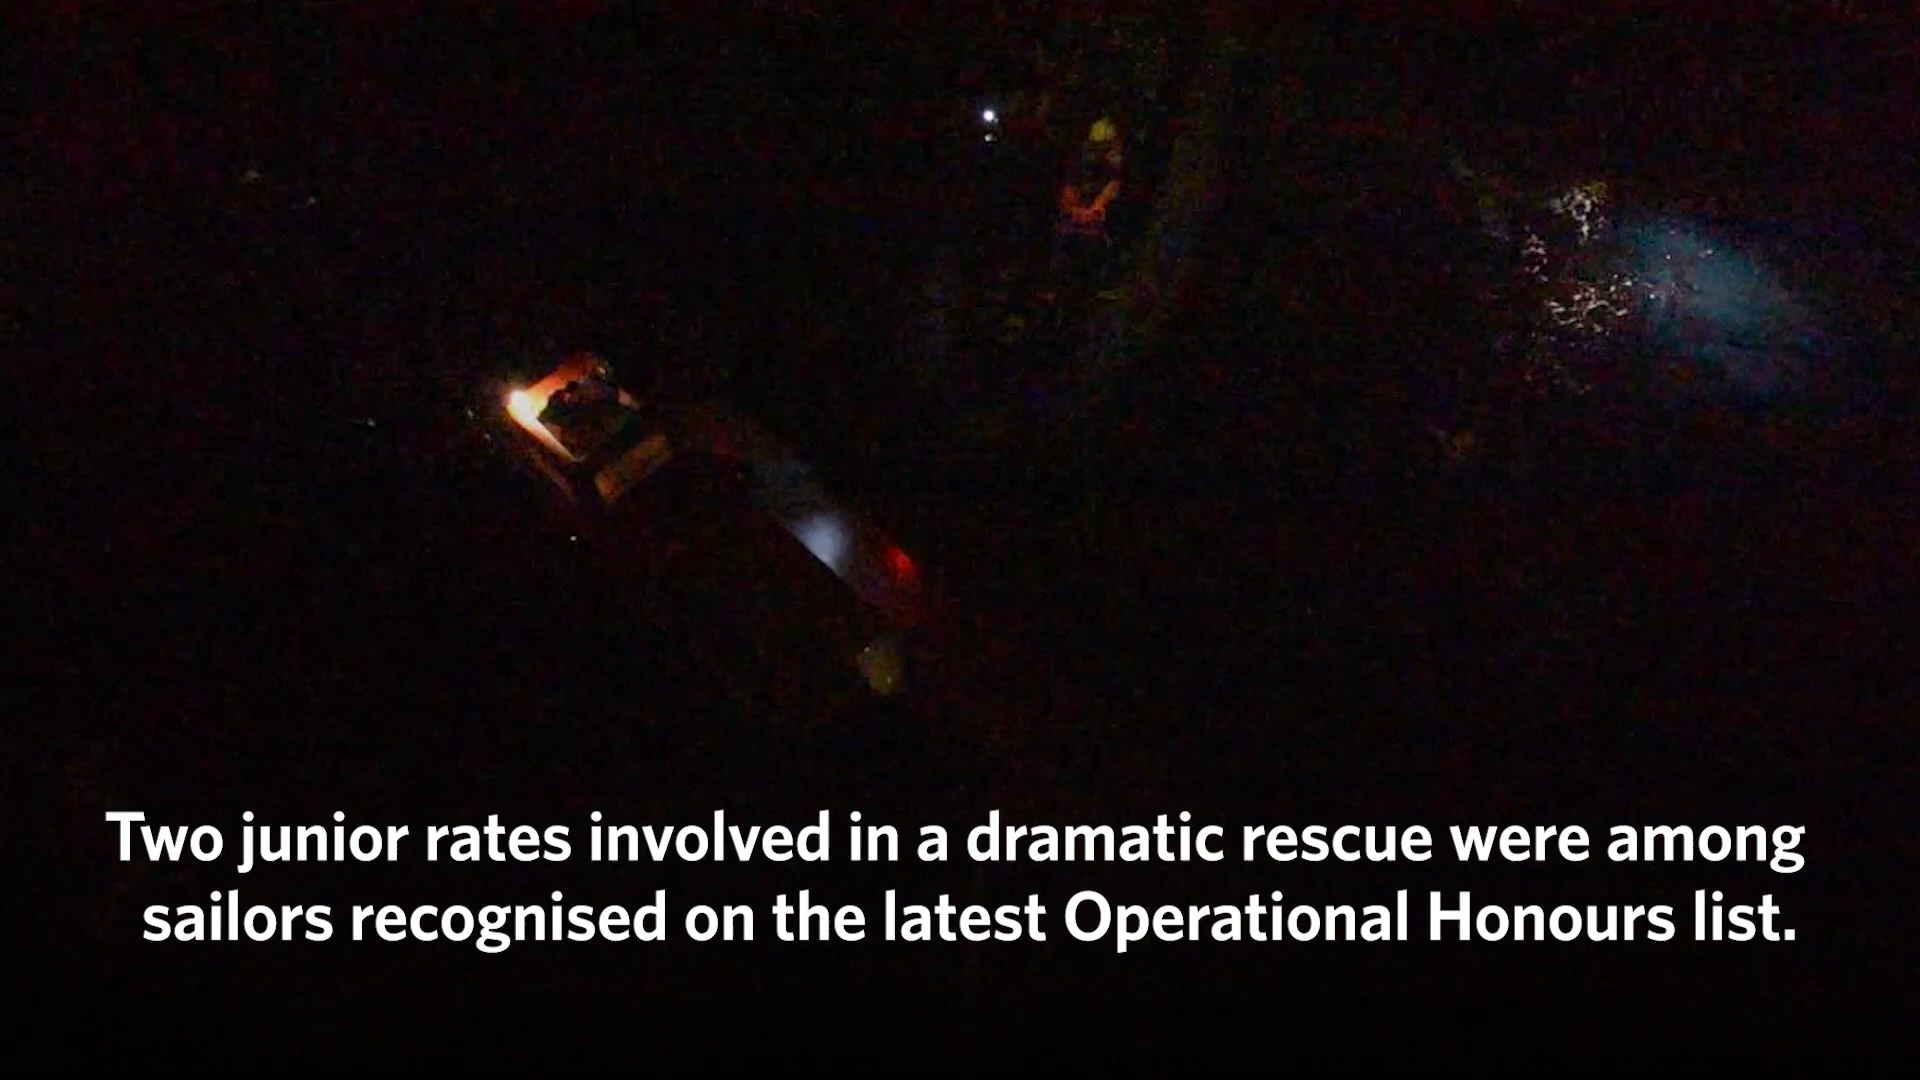 Two junior rates involved in a dramatic rescue were among
sailors recognised on the latest Operational Honours list.